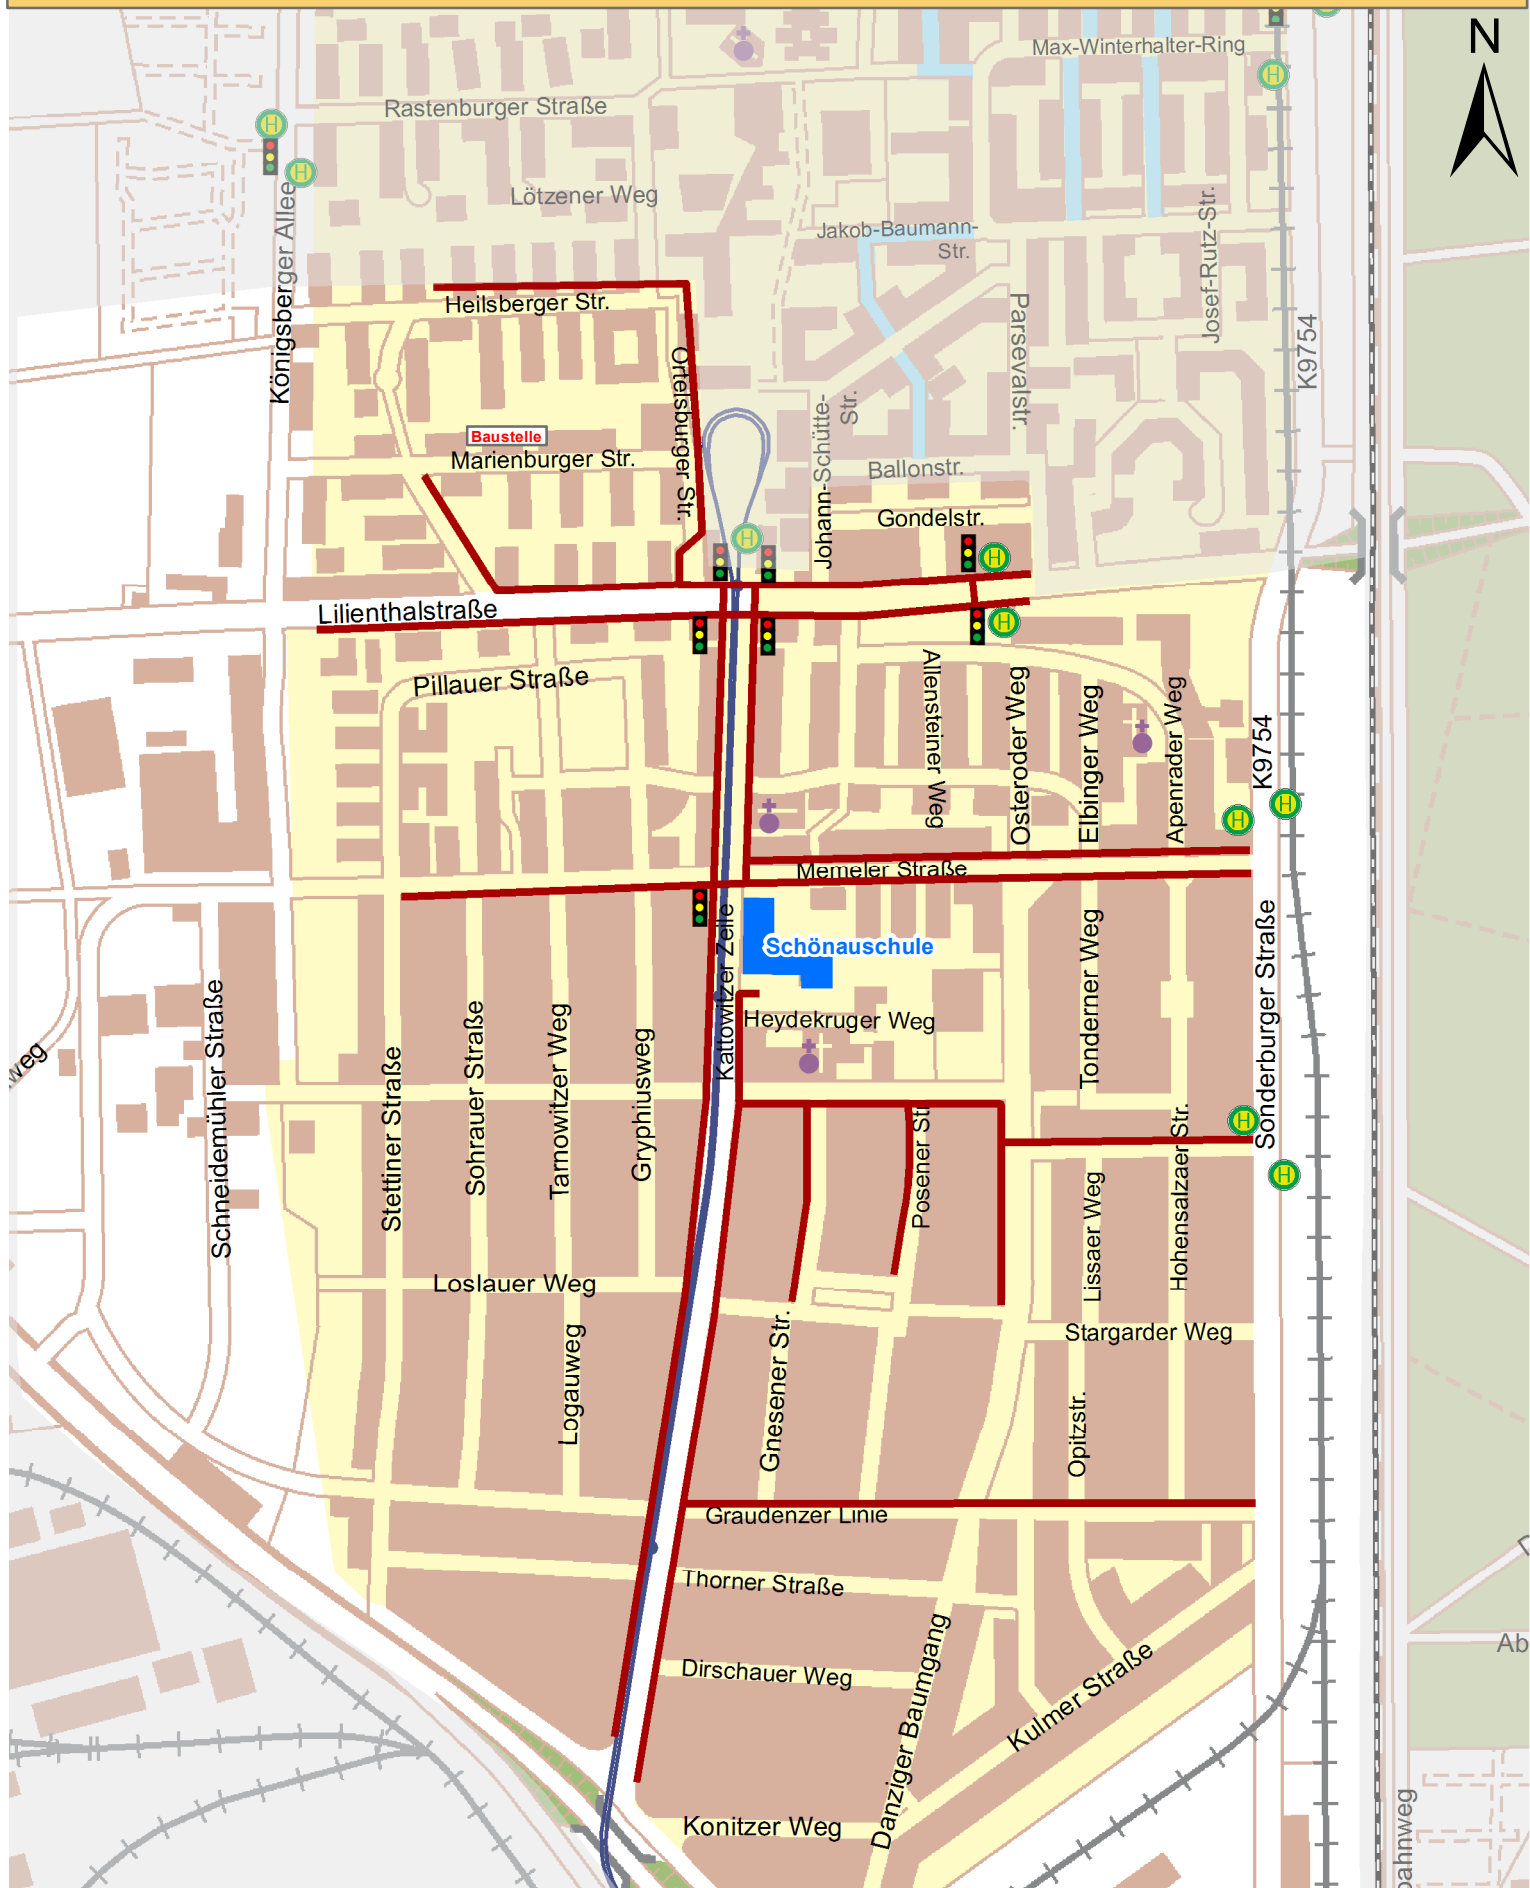 N
Max-Winterhalter-Ring
H
H
Rastenburger Straße
H
Lötzener Weg
Königsberger Allee
Jakob-Baumann-
Str.
Josef-Rutz-Str.
Heilsberger Str.
Parsevalstr.
K9754
Ortelsburger Str.
Johann-Schütte-
Str.
Baustelle
Marienburger Str.
Ballonstr.
Gondelstr.
H
H
Lilienthalstraße
H
Pillauer Straße
Allensteiner Weg
Osteroder Weg
Elbinger Weg
Apenrader Weg
K9754
H
H
Memeler Straße
Kattowitzer Zeile
Schönauschule
Tonderner Weg
Sonderburger Straße
Heydekruger Weg
weg
Schneidemühler Straße
Stettiner Straße
Sohrauer Straße
Tarnowitzer Weg
Gryphiusweg
Posener Str.
H
H
Lissaer Weg
Hohensalzaer Str.
Loslauer Weg
Gnesener Str.
Stargarder Weg
Logauweg
Opitzstr.
Graudenzer Linie
Thorner Straße
Dirschauer Weg
Danziger Baumgang
Kulmer Straße
Ab
Konitzer Weg
bahnweg